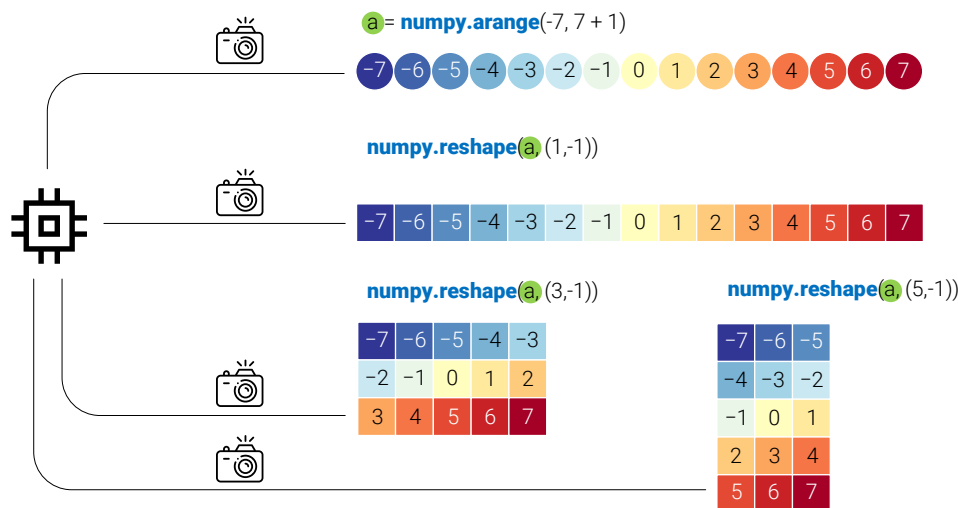 a = numpy.arange(-7, 7 + 1)
−7 −6 −5 −4 −3 −2 −1 0 1 2 3 4 5 6 7
numpy.reshape(a, (1,-1))
−7 −6 −5 −4 −3 −2 −1 0 1 2 3 4 5 6 7
numpy.reshape(a, (3,-1))
−7 −6 −5 −4 −3
−2 −1 0 1 2
3 4 5 6 7
numpy.reshape(a, (5,-1))
−7 −6 −5
−4 −3 −2
−1 0 1
2 3 4
5 6 7